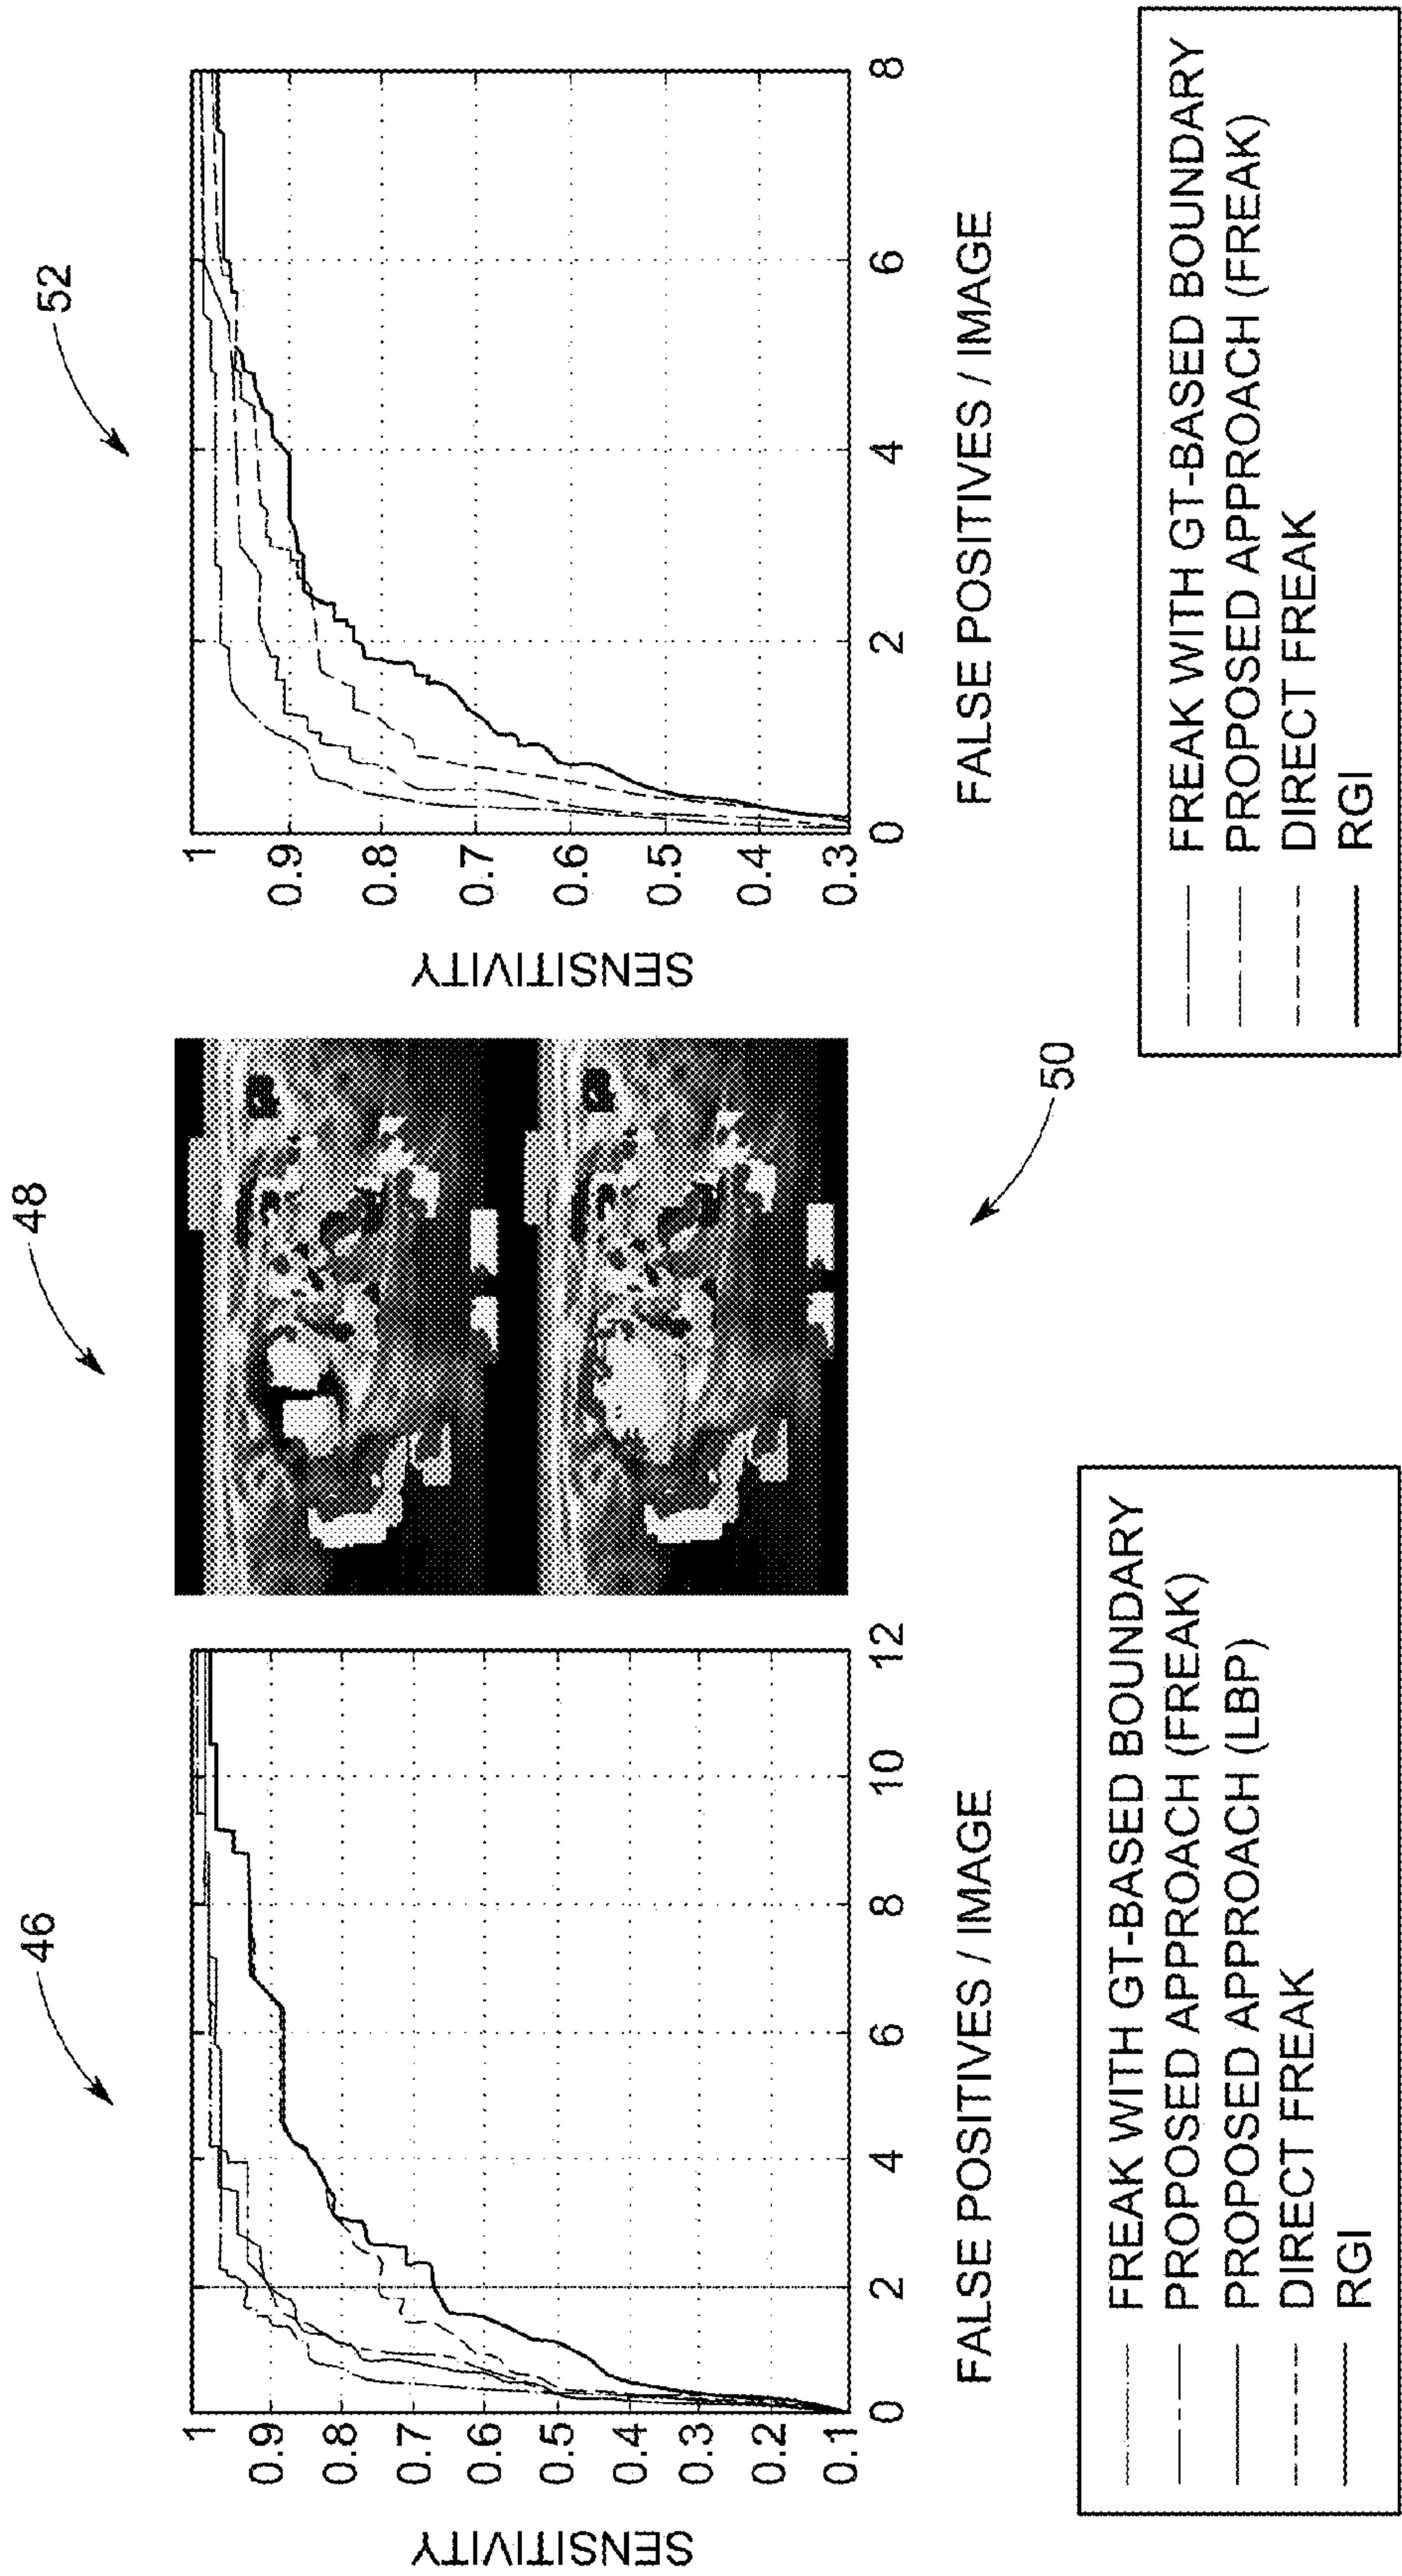 46
SENSITIVITY
1
0.9
0.8
0.7
0.6
0.5
0.4
0.3
0.2
0.1
0 2 4 6 8 10 12
FALSE POSITIVES / IMAGE
FREAK WITH GT-BASED BOUNDARY
PROPOSED APPROACH (FREAK)
PROPOSED APPROACH (LBP)
DIRECT FREAK
RGI
48
50
52
SENSITIVITY
1
0.9
0.8
0.7
0.6
0.5
0.4
0.3
0 2 4 6 8
FALSE POSITIVES / IMAGE
FREAK WITH GT-BASED BOUNDARY
PROPOSED APPROACH (FREAK)
DIRECT FREAK
RGI